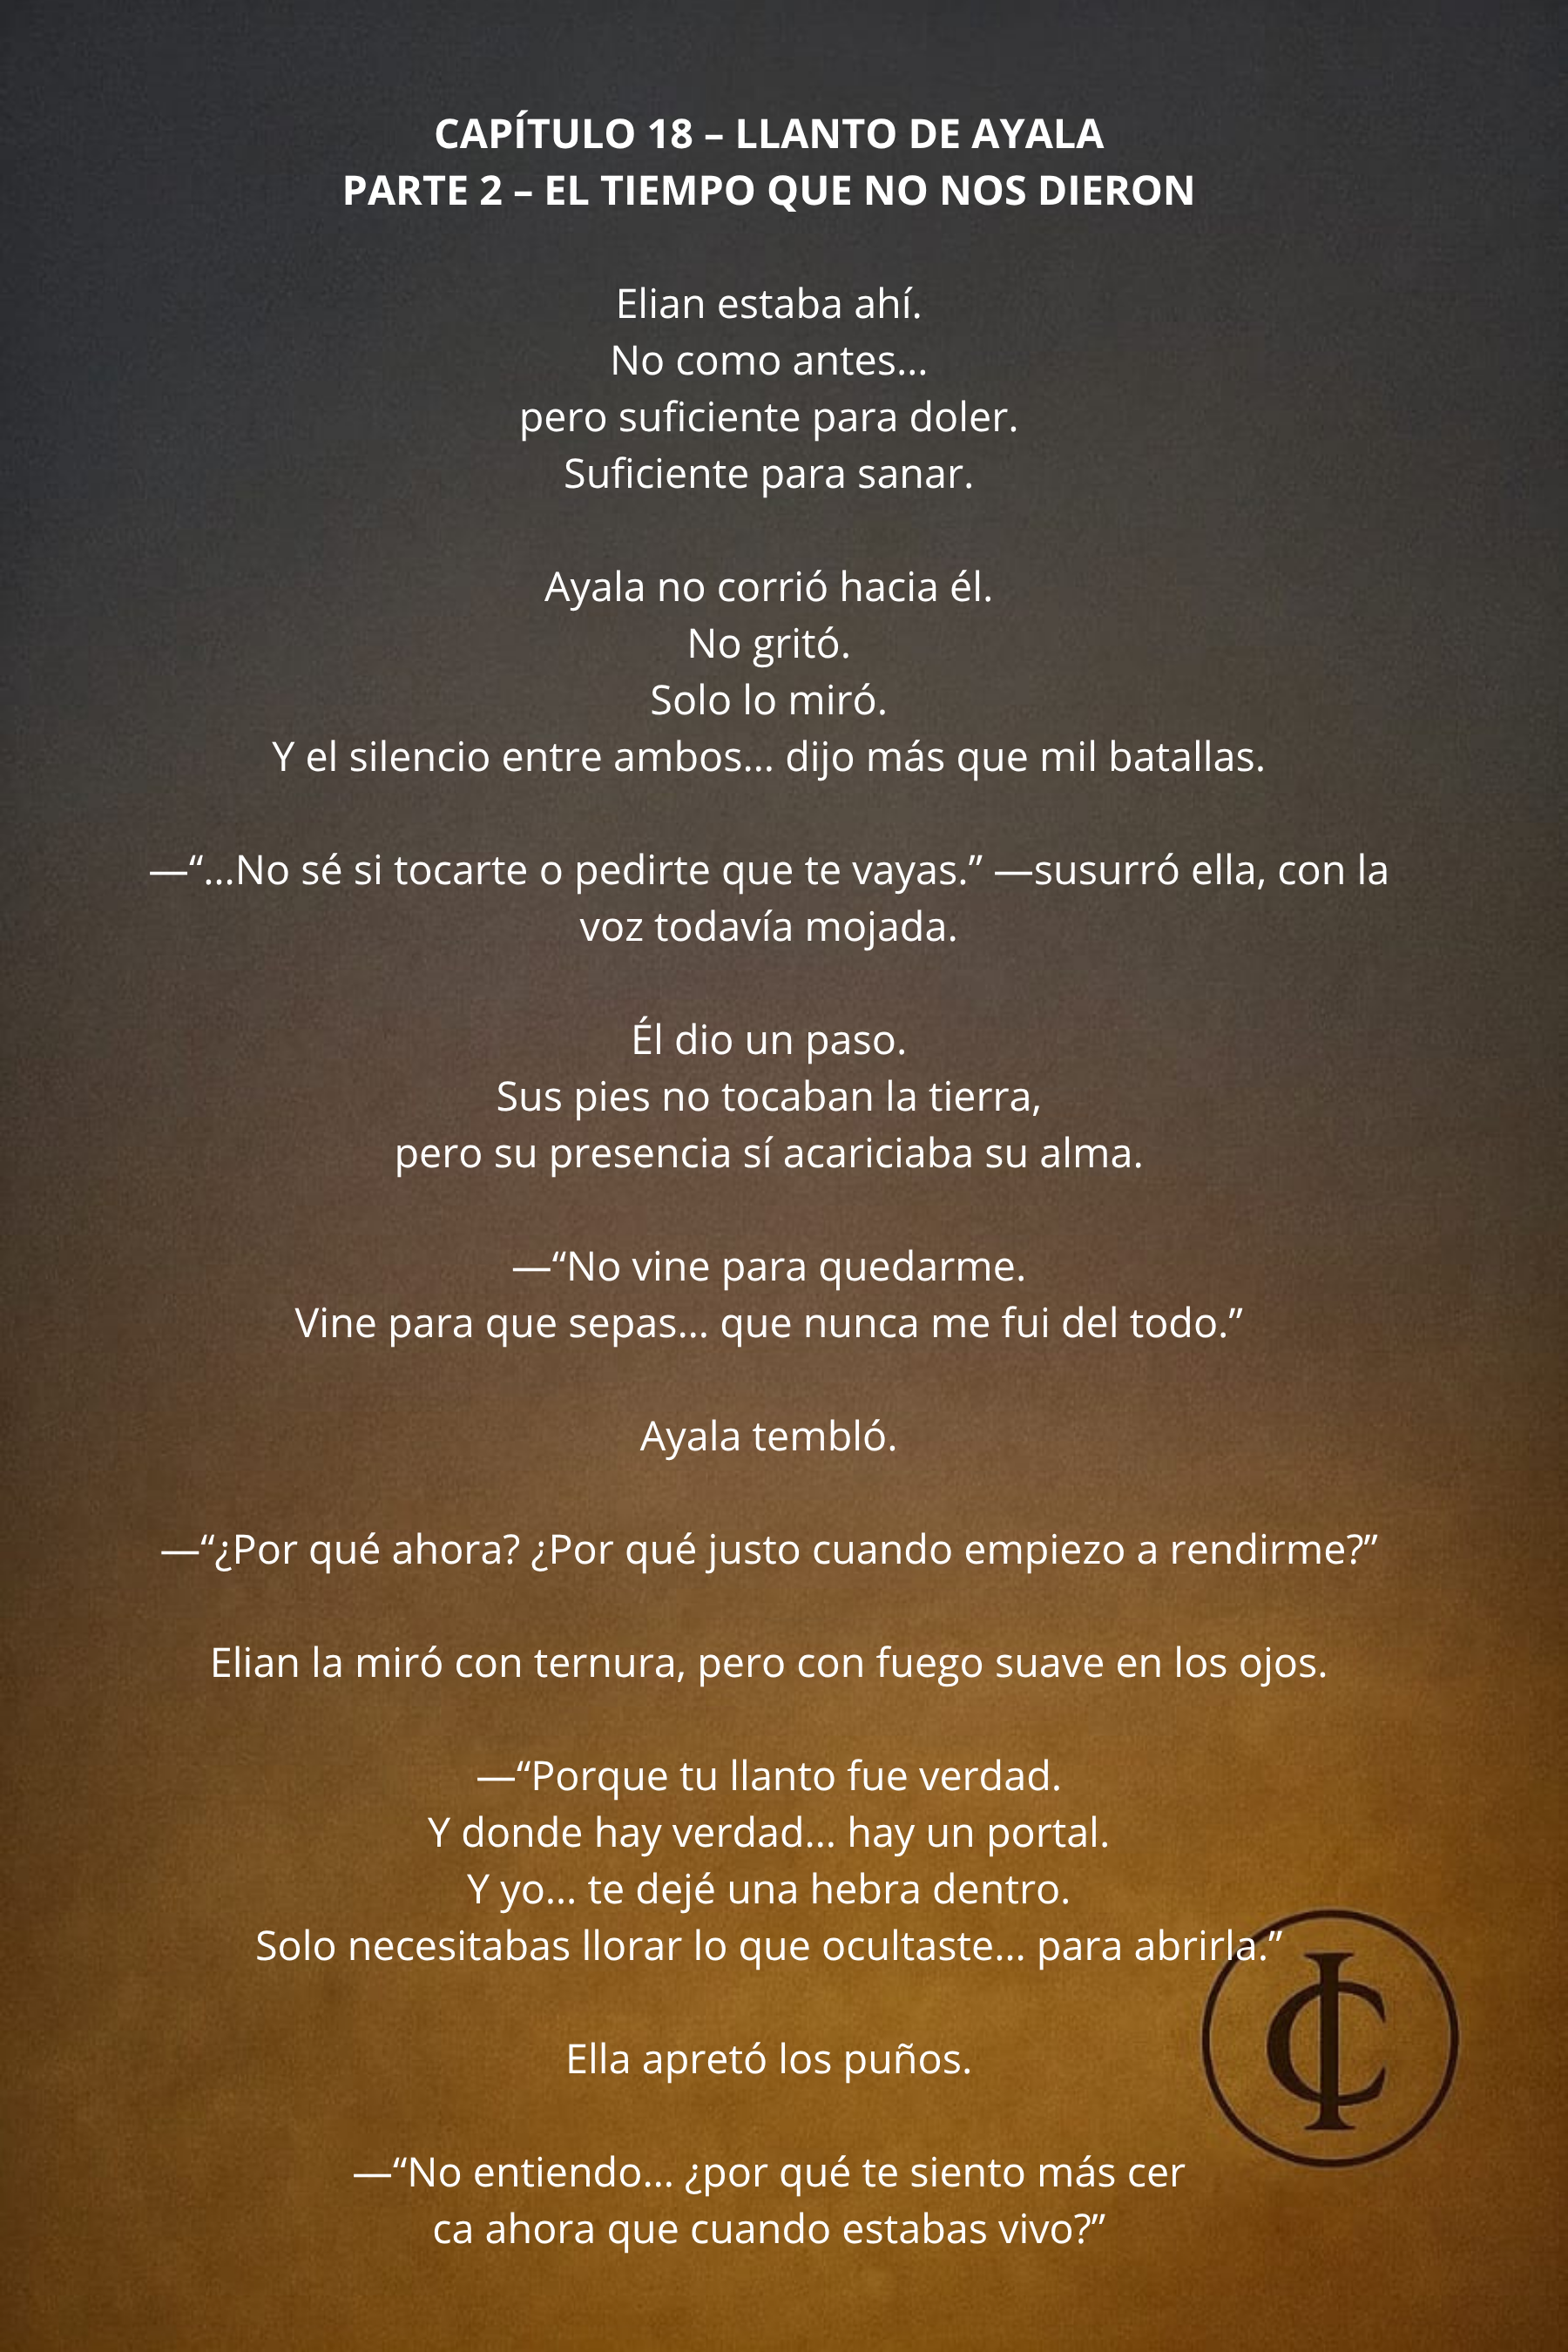 CAPÍTULO 18 – LLANTO DE AYALA
PARTE 2 – EL TIEMPO QUE NO NOS DIERON
Elian estaba ahí.
No como antes…
pero suficiente para doler.
Suficiente para sanar.
Ayala no corrió hacia él.
No gritó.
Solo lo miró.
Y el silencio entre ambos… dijo más que mil batallas.
—“…No sé si tocarte o pedirte que te vayas.” —susurró ella, con la
voz todavía mojada.
Él dio un paso.
Sus pies no tocaban la tierra,
pero su presencia sí acariciaba su alma.
—“No vine para quedarme.
Vine para que sepas… que nunca me fui del todo.”
Ayala tembló.
—“¿Por qué ahora? ¿Por qué justo cuando empiezo a rendirme?”
Elian la miró con ternura, pero con fuego suave en los ojos.
—“Porque tu llanto fue verdad.
Y donde hay verdad… hay un portal.
Y yo… te dejé una hebra dentro.
Solo necesitabas llorar lo que ocultaste… para abrirla.”
Ella apretó los puños.
—“No entiendo… ¿por qué te siento más cer
ca ahora que cuando estabas vivo?”